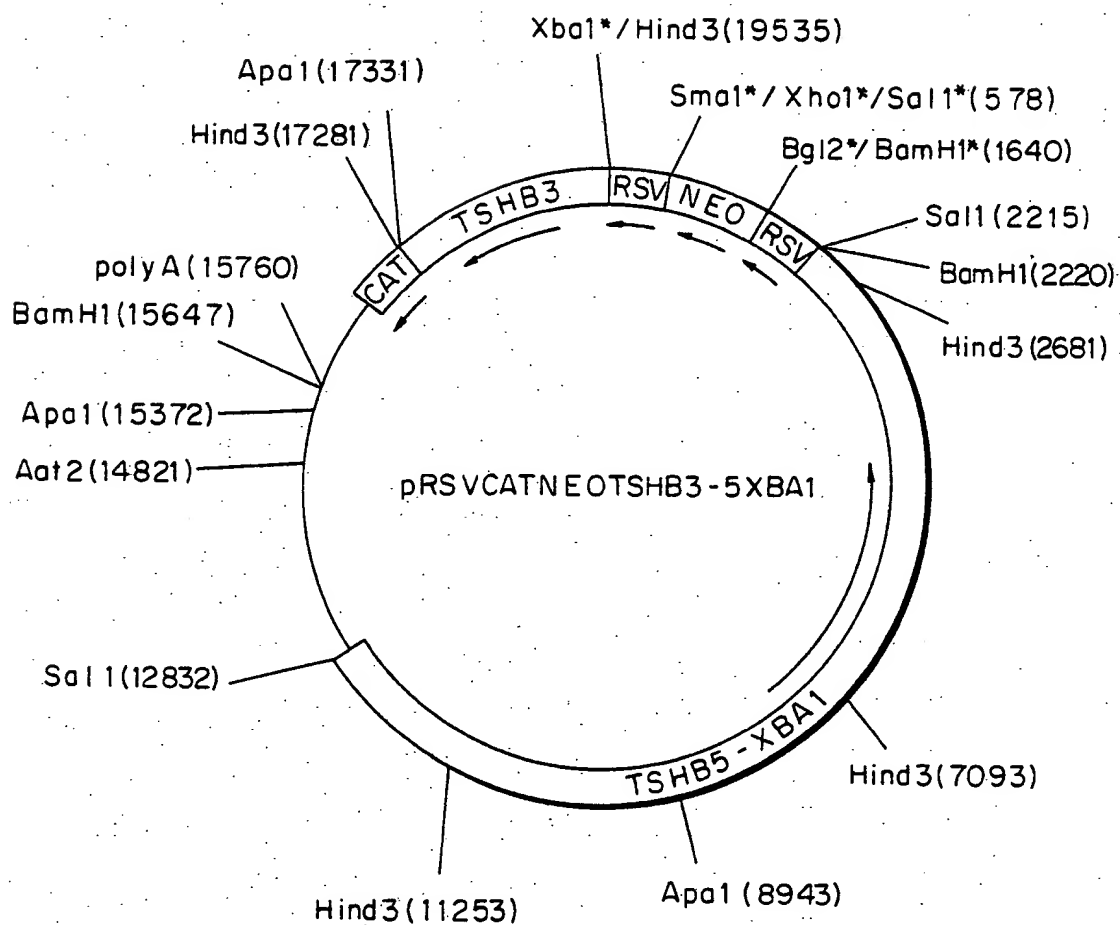 Xba1*/Hind3(19535)
Apa1(17331)
Sma1*/Xho1*/Sal1*(578)
Hind3(17281)
Bgl2*/BamH1*(1640)
TSHB3
RSV
NEO
RSV
Sal1(2215)
CAT
polyA(15760)
BamH1(2220)
BamH1(15647)
Hind3(2681)
Apa1(15372)
Aat2(14821)
pRSVCATNEOTSHB3-5XBA1
Sal1(12832)
TSHB5-XBA1
Hind3(7093)
Apa1(8943)
Hind3(11253)